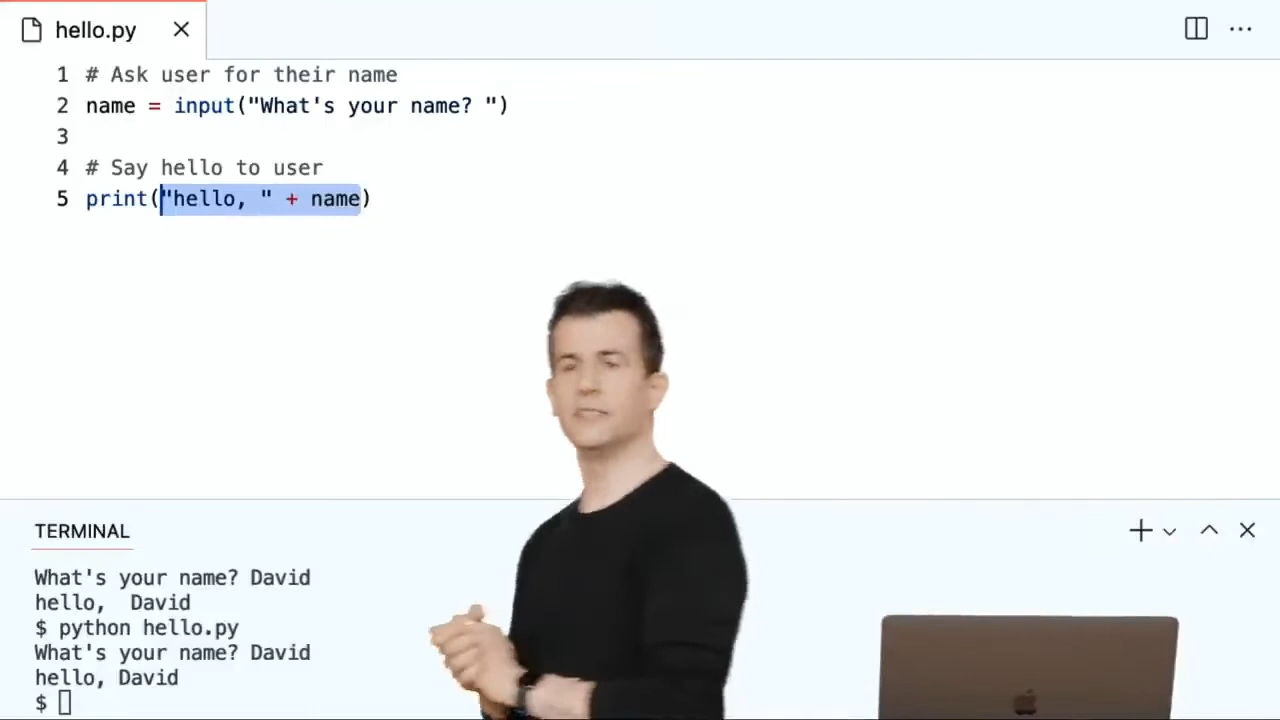 hello.py
1 # Ask user for their name
2 name = input("What's your name? ")
3
4 # Say hello to user
5 print("hello, " + name)
TERMINAL
What's your name? David
hello,  David
$ python hello.py
What's your name? David
hello, David
$